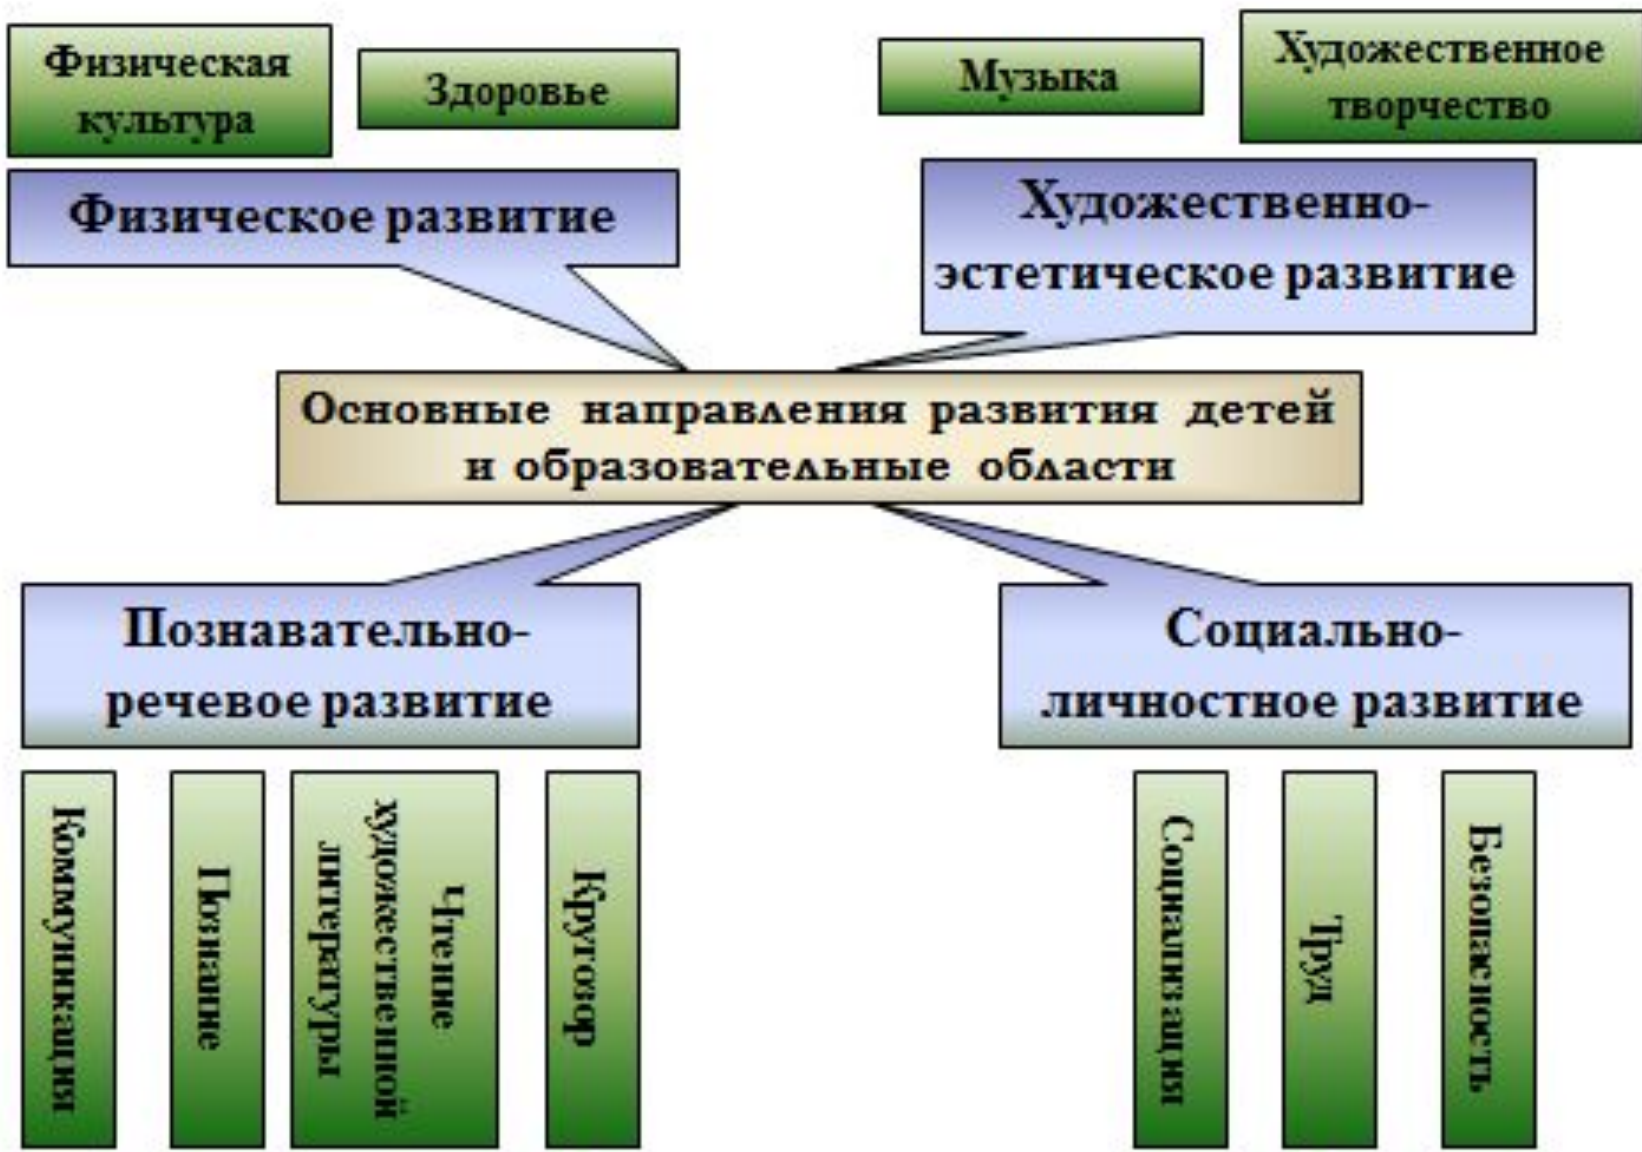 Физическая
культура
Здоровье
Музыка
Художественное
творчество
Физическое развитие
Художественно-
эстетическое развитие
Основные направления развития детей
и образовательные области
Познавательно-
речевое развитие
Социально-
личностное развитие
Коммуникация
Познание
Чтение
художественной
литературы
Кругозор
Социализация
Труд
Безопасность